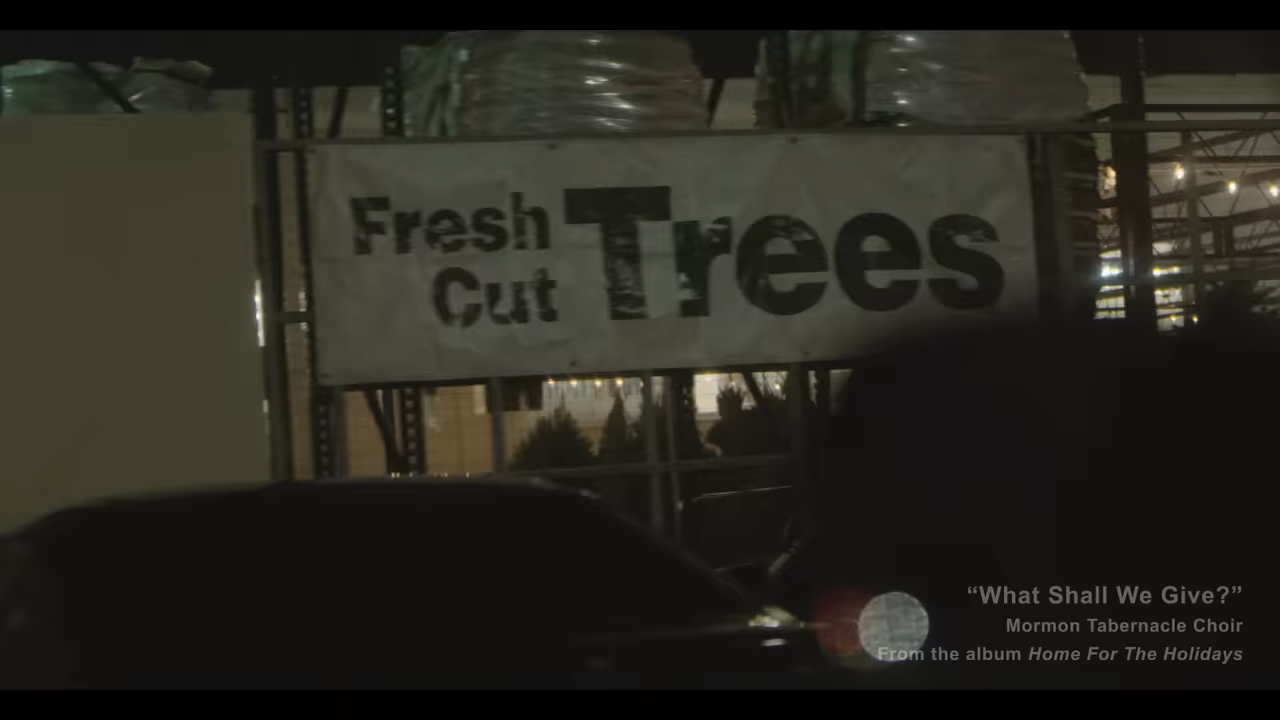 Fresh
Cut Trees
“What Shall We Give?”
Mormon Tabernacle Choir
From the album Home For The Holidays